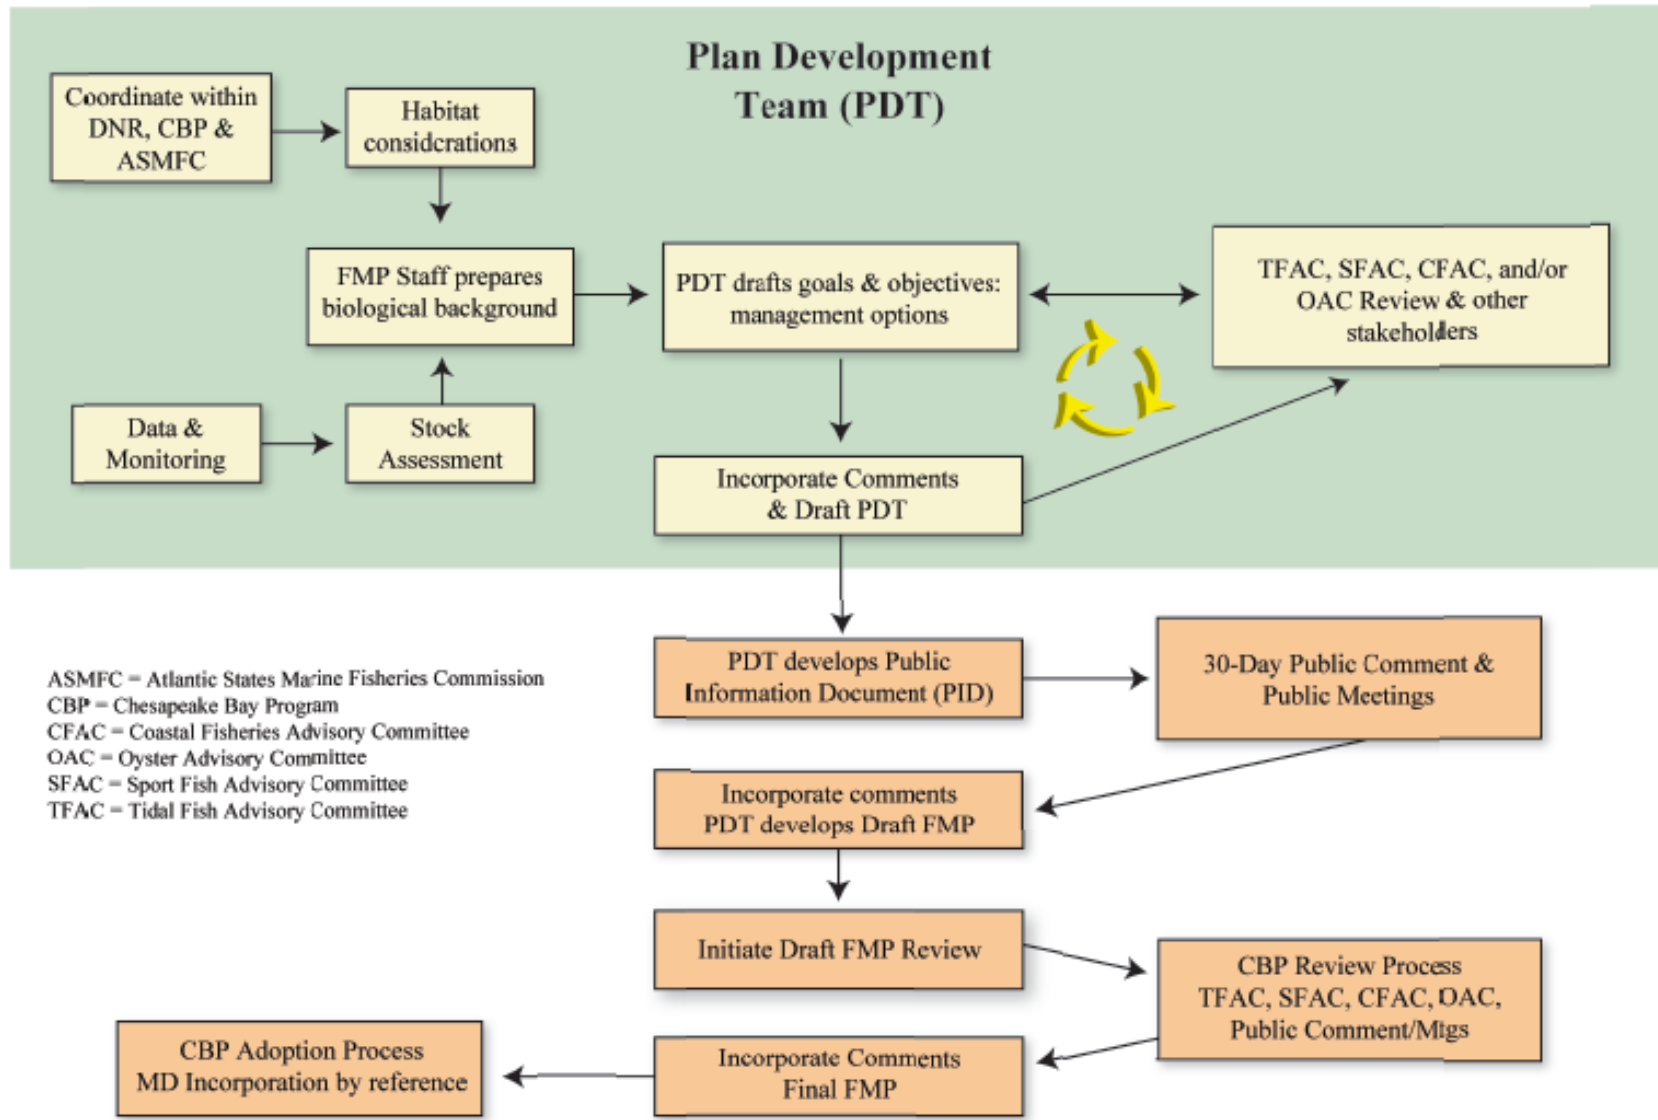 Plan Development
Team (PDT)
Coordinate within
DNR, CBP &
ASMFC
Habitat
considerations
FMP Staff prepares
biological background
PDT drafts goals & objectives:
management options
TFAC, SFAC, CFAC, and/or
OAC Review & other
stakeholders
Data &
Monitoring
Stock
Assessment
Incorporate Comments
& Draft PDT
PDT develops Public
Information Document (PID)
30-Day Public Comment &
Public Meetings
ASMFC = Atlantic States Marine Fisheries Commission
CBP = Chesapeake Bay Program
CFAC = Coastal Fisheries Advisory Committee
OAC = Oyster Advisory Committee
SFAC = Sport Fish Advisory Committee
TFAC = Tidal Fish Advisory Committee
Incorporate comments
PDT develops Draft FMP
Initiate Draft FMP Review
CBP Review Process
TFAC, SFAC, CFAC, OAC,
Public Comment/Mtgs
Incorporate Comments
Final FMP
CBP Adoption Process
MD Incorporation by reference